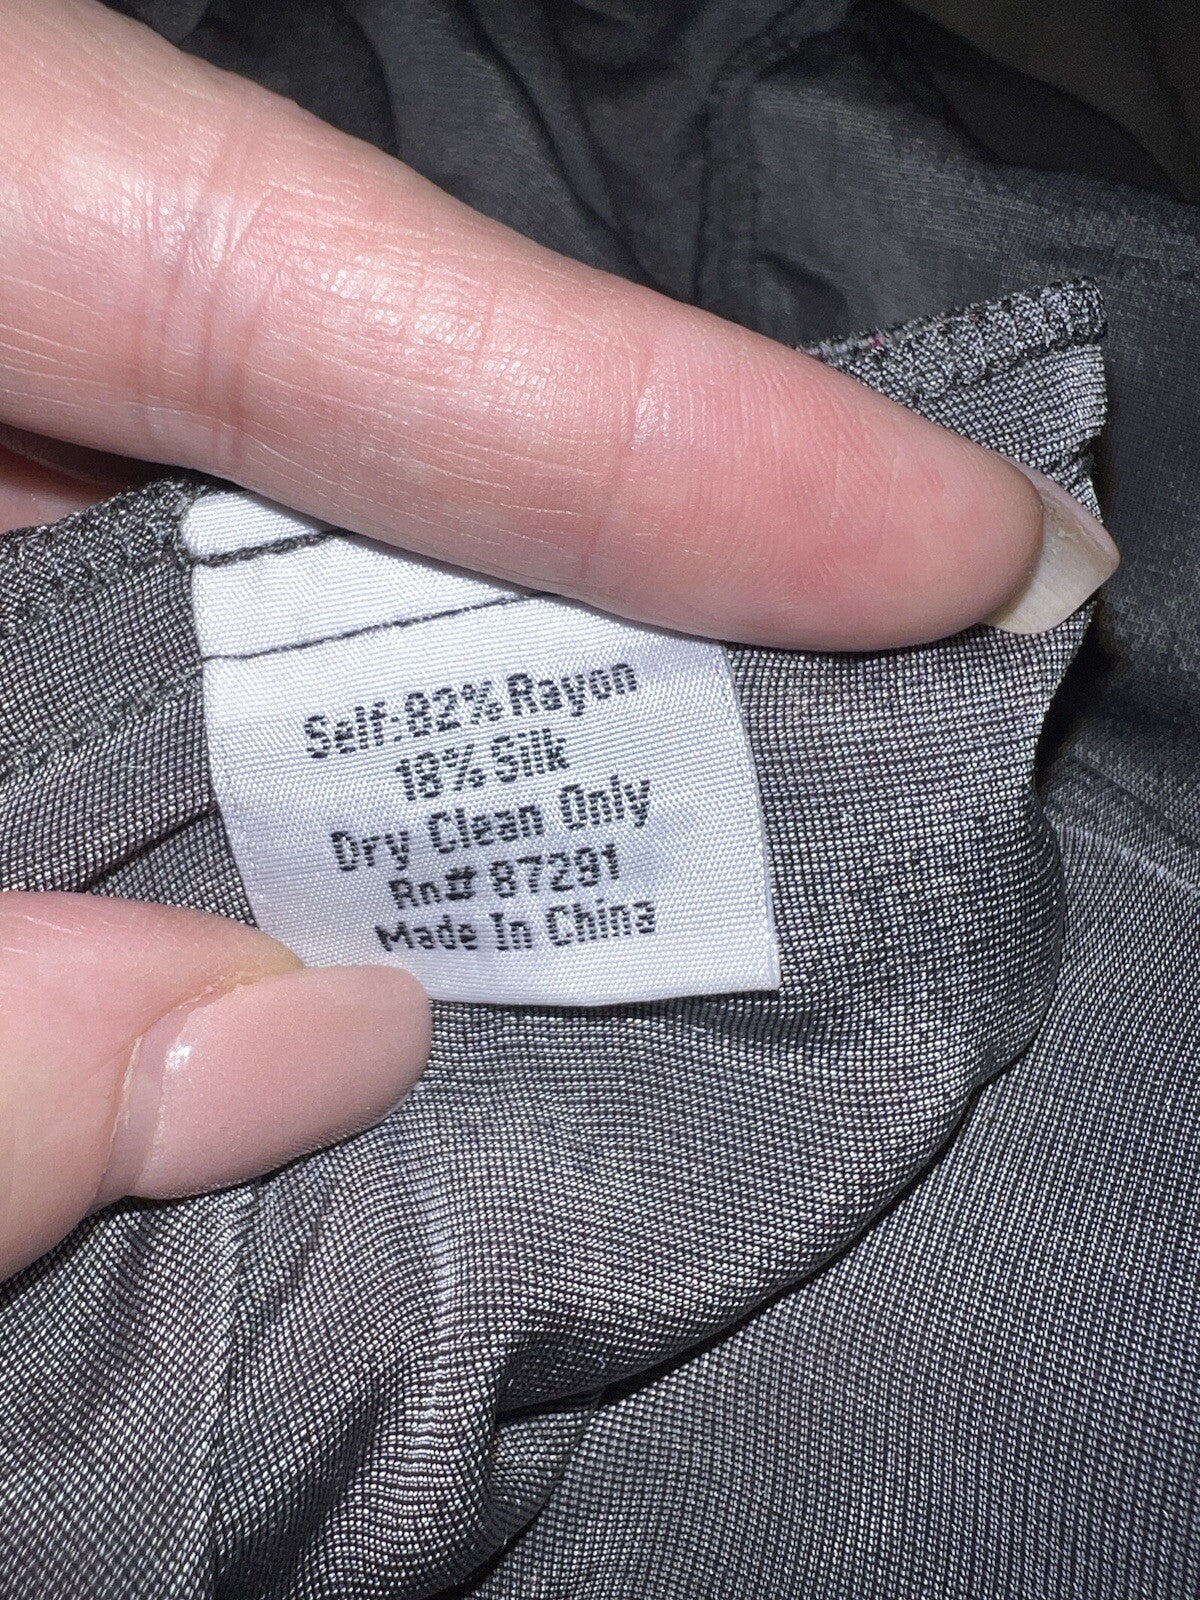 Self:82% Rayon
18% Silk
Dry Clean Only
Rn# 87291
Made In China